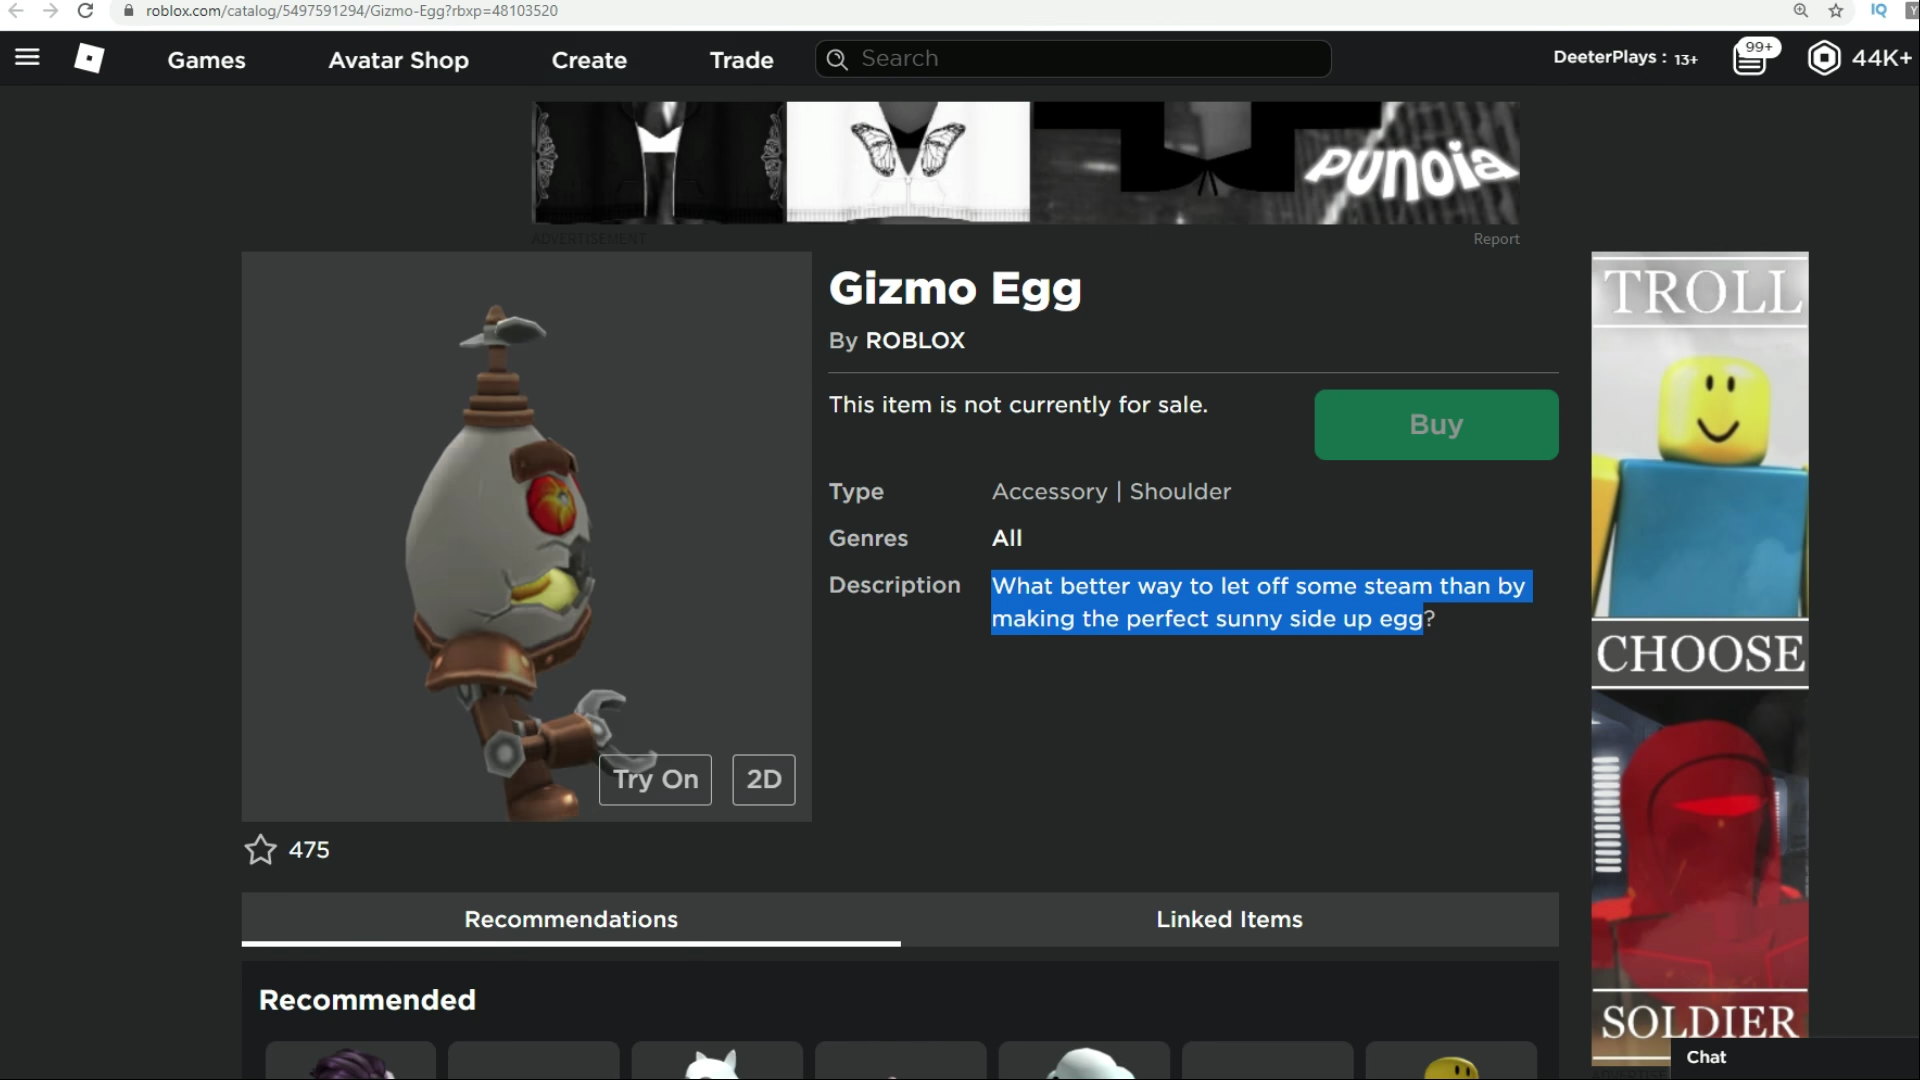 roblox.com/catalog/5497591294/Gizmo-Egg?rbxp=48103520
IQ
Y
Games
Avatar Shop
Create
Trade
Search
DeeterPlays : 13+
99+
44K+
PUNOIA
ADVERTISEMENT
Report
Gizmo Egg
By ROBLOX
This item is not currently for sale.
Buy
Type
Accessory | Shoulder
Genres
All
Description
What better way to let off some steam than by
making the perfect sunny side up egg?
Try On
2D
475
Recommendations
Linked Items
Recommended
TROLL
CHOOSE
SOLDIER
Chat